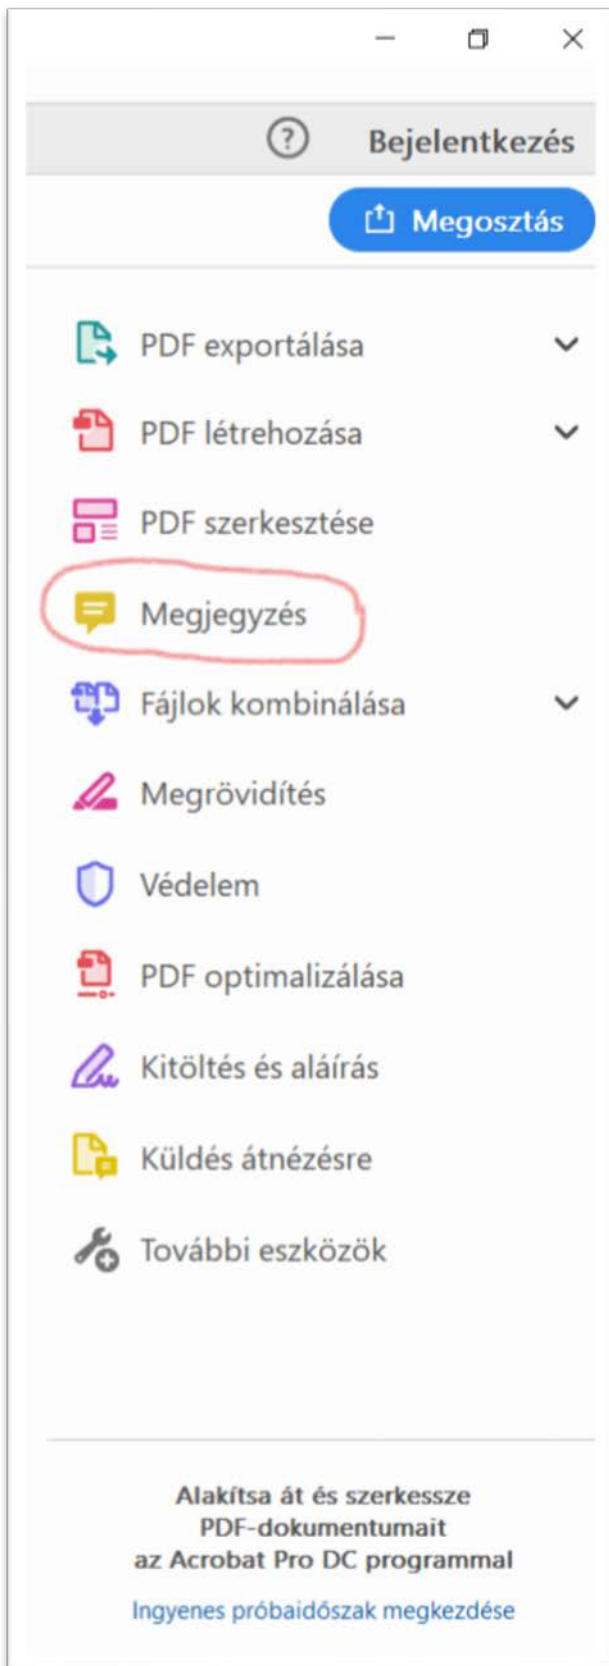 Bejelentkezés
Megosztás
PDF exportálása
PDF létrehozása
PDF szerkesztése
Megjegyzés
Fájlok kombinálása
Megrövidítés
Védelem
PDF optimalizálása
Kitöltés és aláírás
Küldés átnézésre
További eszközök
Alakítsa át és szerkessze
PDF-dokumentumait
az Acrobat Pro DC programmal
Ingyenes próbaidőszak megkezdése